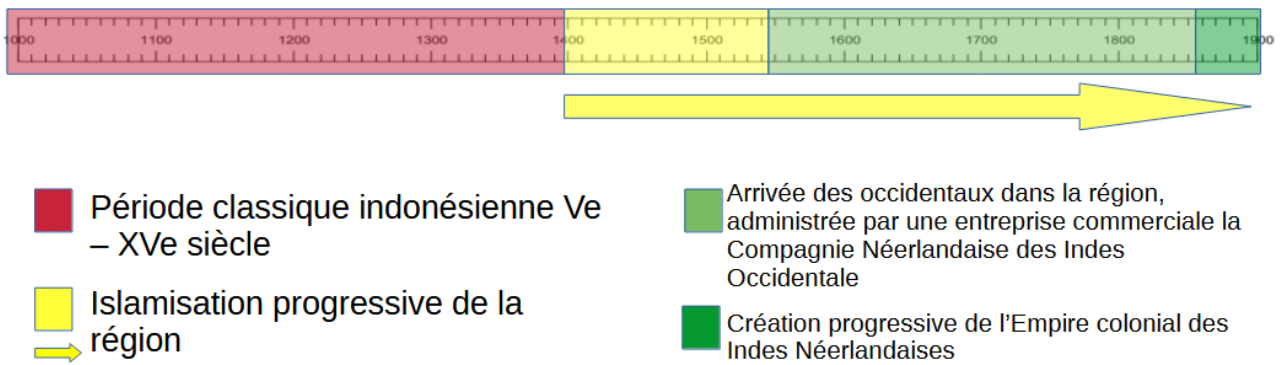 1000 1100 1200 1300 1400 1500 1600 1700 1800 1900
Période classique indonésienne Ve
– XVe siècle
Islamisation progressive de la
région
Arrivée des occidentaux dans la région,
administrée par une entreprise commerciale la
Compagnie Néerlandaise des Indes
Occidentale
Création progressive de l’Empire colonial des
Indes Néerlandaises